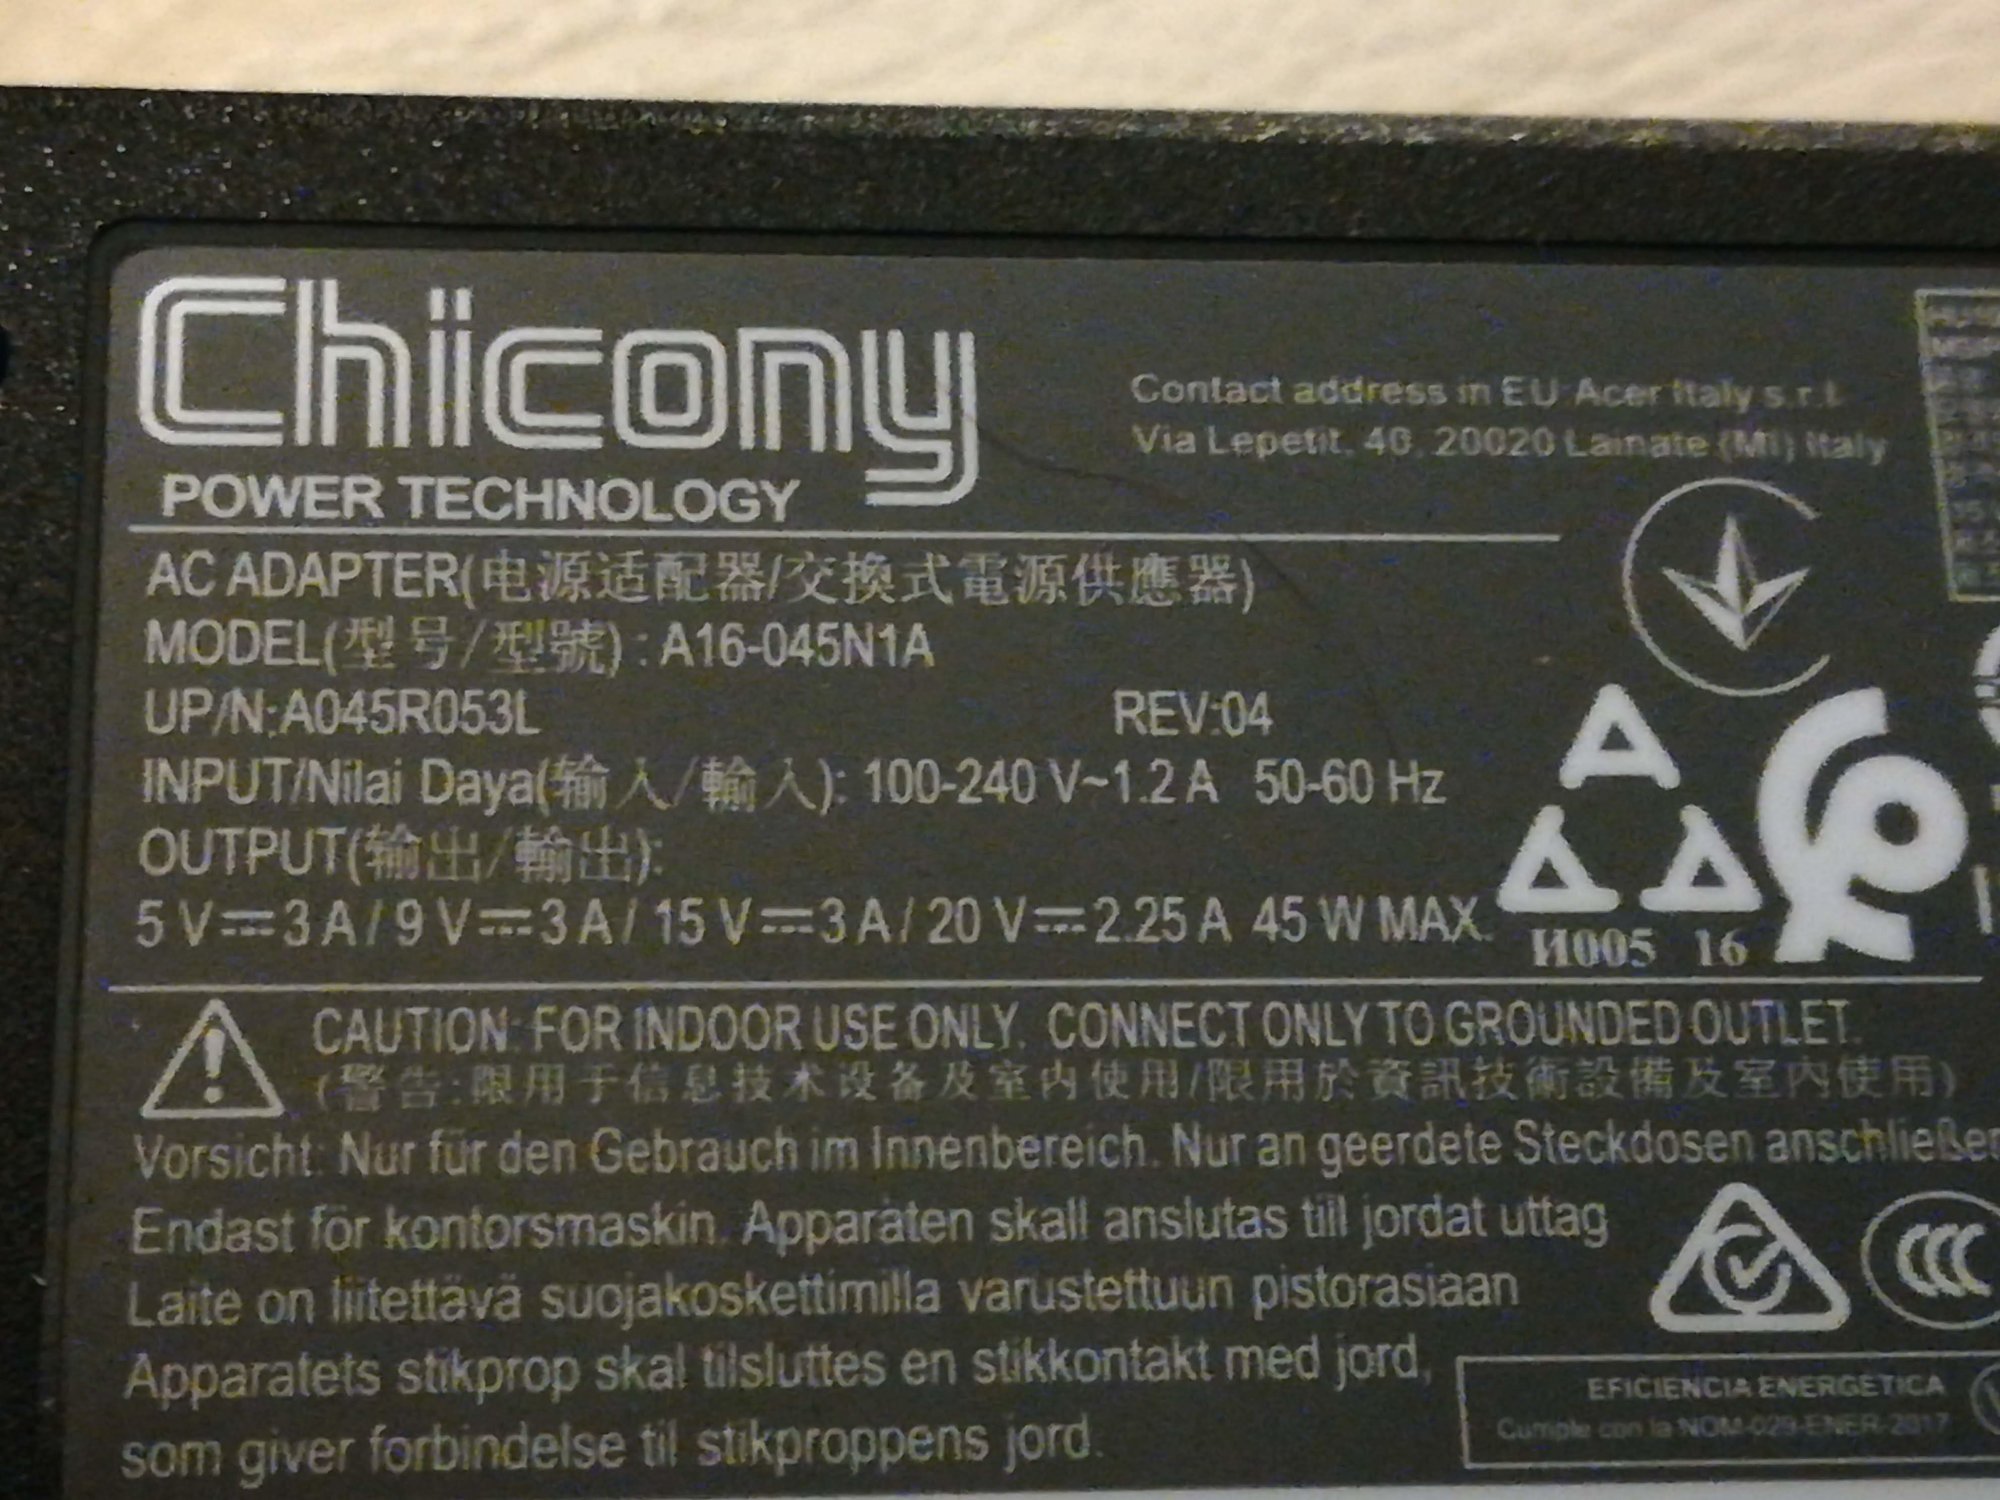 Chicony
POWER TECHNOLOGY
Contact address in EU Acer Italy s.r.l.
Via Lepetit, 40, 20020 Lainate (MI) Italy
AC ADAPTER(电源适配器/交換式電源供應器)
MODEL(型号/型號) : A16-045N1A
UP/N:A045R053L REV:04
INPUT/Nilai Daya(输入/輸入): 100-240 V~1.2 A 50-60 Hz
OUTPUT(输出/輸出):
5 V⎓3 A / 9 V⎓3 A / 15 V⎓3 A / 20 V⎓2.25 A 45 W MAX.
И005 16
CAUTION: FOR INDOOR USE ONLY. CONNECT ONLY TO GROUNDED OUTLET.
(警告:限用于信息技术设备及室内使用/限用於資訊技術設備及室內使用)
Vorsicht: Nur für den Gebrauch im Innenbereich. Nur an geerdete Steckdosen anschließen
Endast för kontorsmaskin. Apparaten skall anslutas till jordat uttag
Laite on liitettävä suojakoskettimilla varustettuun pistorasiaan
Apparatets stikprop skal tilsluttes en stikkontakt med jord,
som giver forbindelse til stikproppens jord.
CCC
EFICIENCIA ENERGETICA
Cumple con la NOM-029-ENER-2017